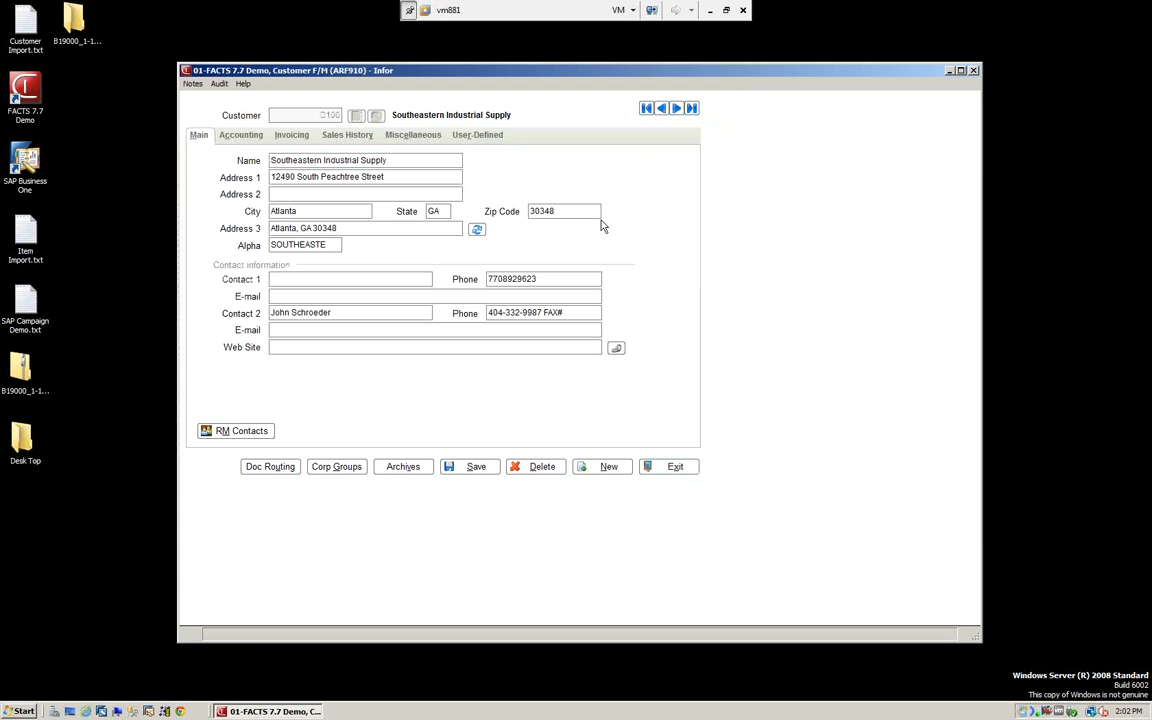 Customer
Import.txt
B19000_1-1...
vm881
VM
FACTS 7.7
Demo
SAP Business
One
Item
Import.txt
SAP Campaign
Demo.txt
B19000_1-1...
Desk Top
01-FACTS 7.7 Demo, Customer F/M (ARF910) - Infor
Notes Audit Help
Customer C100 Southeastern Industrial Supply
Main Accounting Invoicing Sales History Miscellaneous User-Defined
Name Southeastern Industrial Supply
Address 1 12490 South Peachtree Street
Address 2
City Atlanta State GA Zip Code 30348
Address 3 Atlanta, GA 30348
Alpha SOUTHEASTE
Contact information
Contact 1 Phone 7708929623
E-mail
Contact 2 John Schroeder Phone 404-332-9987 FAX#
E-mail
Web Site
RM Contacts
Doc Routing Corp Groups Archives Save Delete New Exit
Windows Server (R) 2008 Standard
Build 6002
This copy of Windows is not genuine
Start 01-FACTS 7.7 Demo, C... 2:02 PM